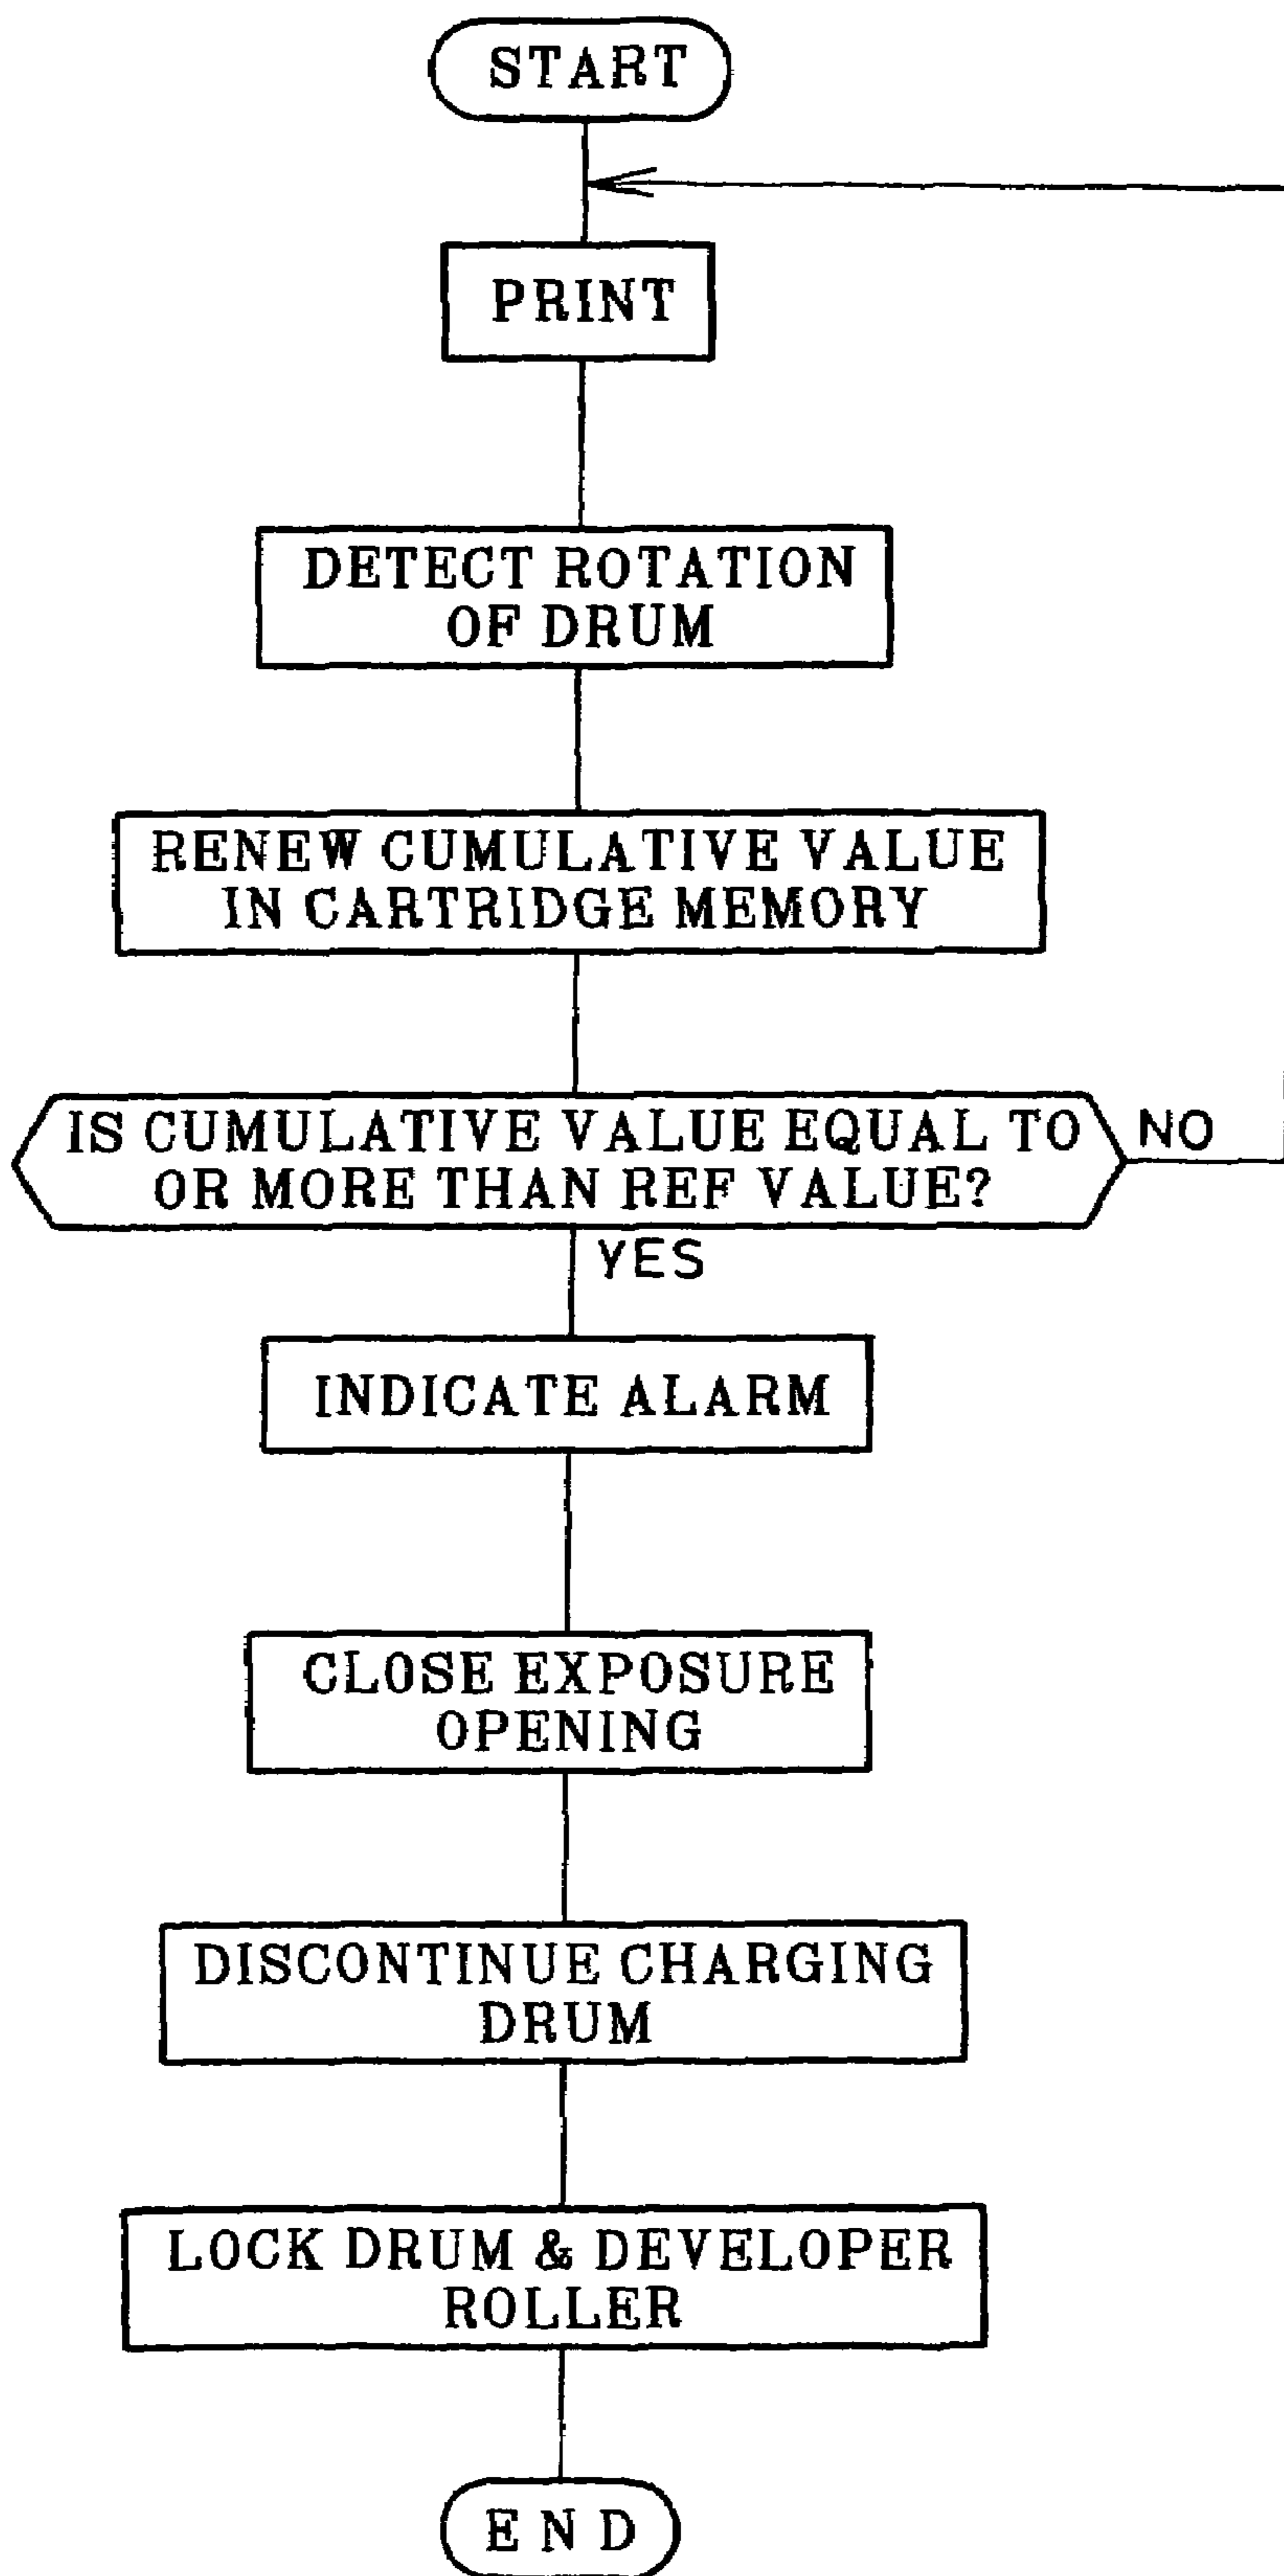 START
PRINT
DETECT ROTATION
OF DRUM
RENEW CUMULATIVE VALUE
IN CARTRIDGE MEMORY
IS CUMULATIVE VALUE EQUAL TO
OR MORE THAN REF VALUE?
NO
YES
INDICATE ALARM
CLOSE EXPOSURE
OPENING
DISCONTINUE CHARGING
DRUM
LOCK DRUM & DEVELOPER
ROLLER
END